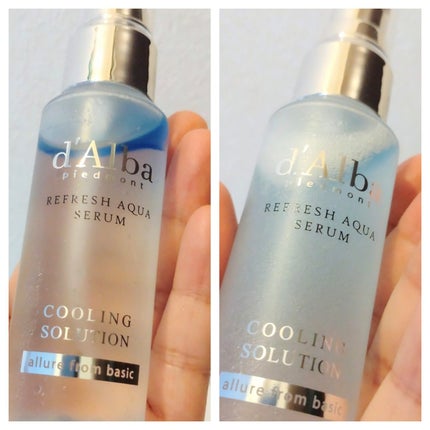 d'Alba
piedmont
REFRESH AQUA
SERUM
COOLING
SOLUTION
allure from basic
d'Alba
piedmont
REFRESH AQUA
SERUM
COOLING
SOLUTION
allure from basic